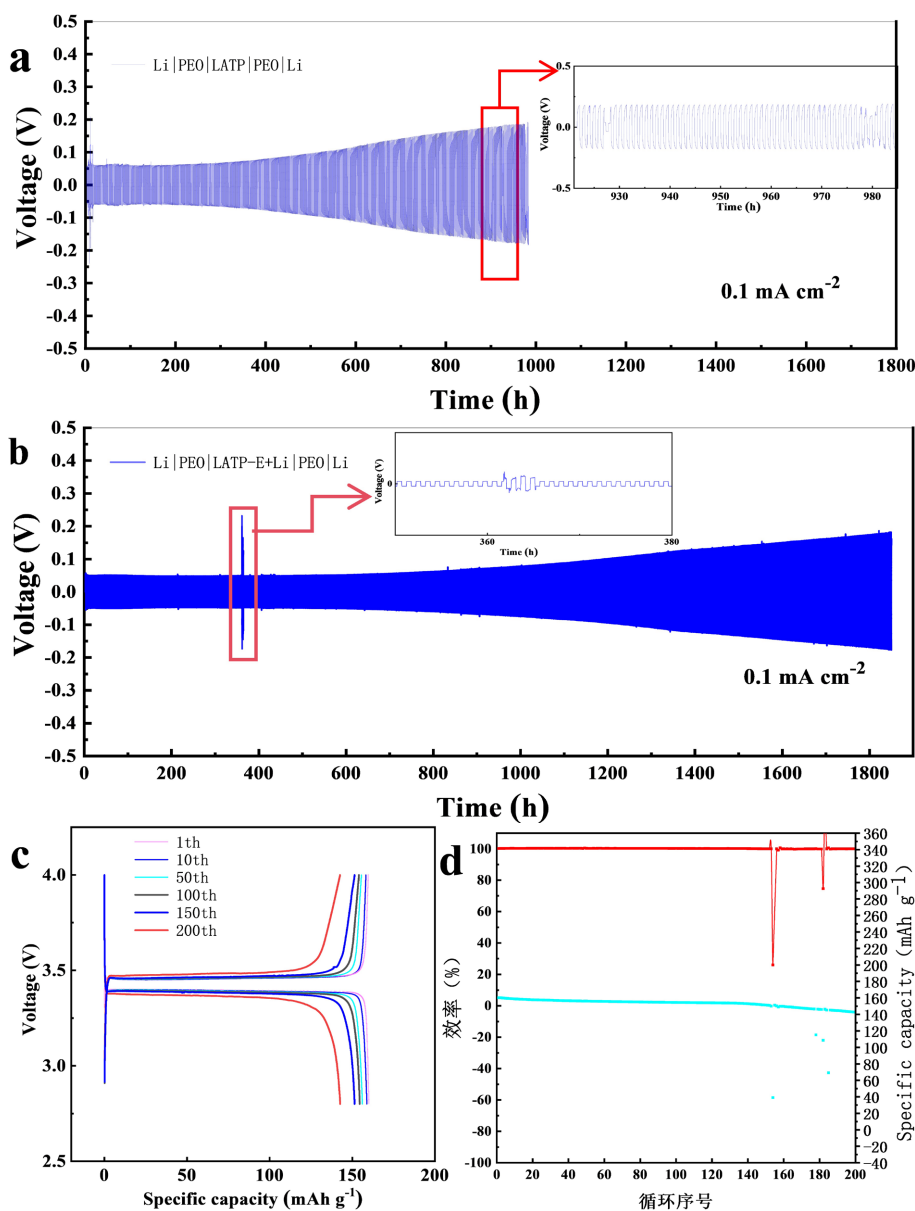 a
Li|PEO|LATP|PEO|Li
Voltage (V)
0.5
0.4
0.3
0.2
0.1
0.0
-0.1
-0.2
-0.3
-0.4
-0.5
0 200 400 600 800 1000 1200 1400 1600 1800
Time (h)
0.1 mA cm-2
Voltage (V)
0.5
0.0
-0.5
930 940 950 960 970 980
Time (h)
b
Li|PEO|LATP-E+Li|PEO|Li
Voltage (V)
0.5
0.4
0.3
0.2
0.1
0.0
-0.1
-0.2
-0.3
-0.4
-0.5
0 200 400 600 800 1000 1200 1400 1600 1800
Time (h)
0.1 mA cm-2
Voltage (V)
0
360 380
Time (h)
c
1th
10th
50th
100th
150th
200th
Voltage (V)
4.0
3.5
3.0
2.5
0 50 100 150 200
Specific capacity (mAh g-1)
d
效率 (%)
100
80
60
40
20
0
-20
-40
-60
-80
-100
0 20 40 60 80 100 120 140 160 180 200
循环序号
360
340
320
300
280
260
240
220
200
180
160
140
120
100
80
60
40
20
0
-20
-40
Specific capacity (mAh g-1)